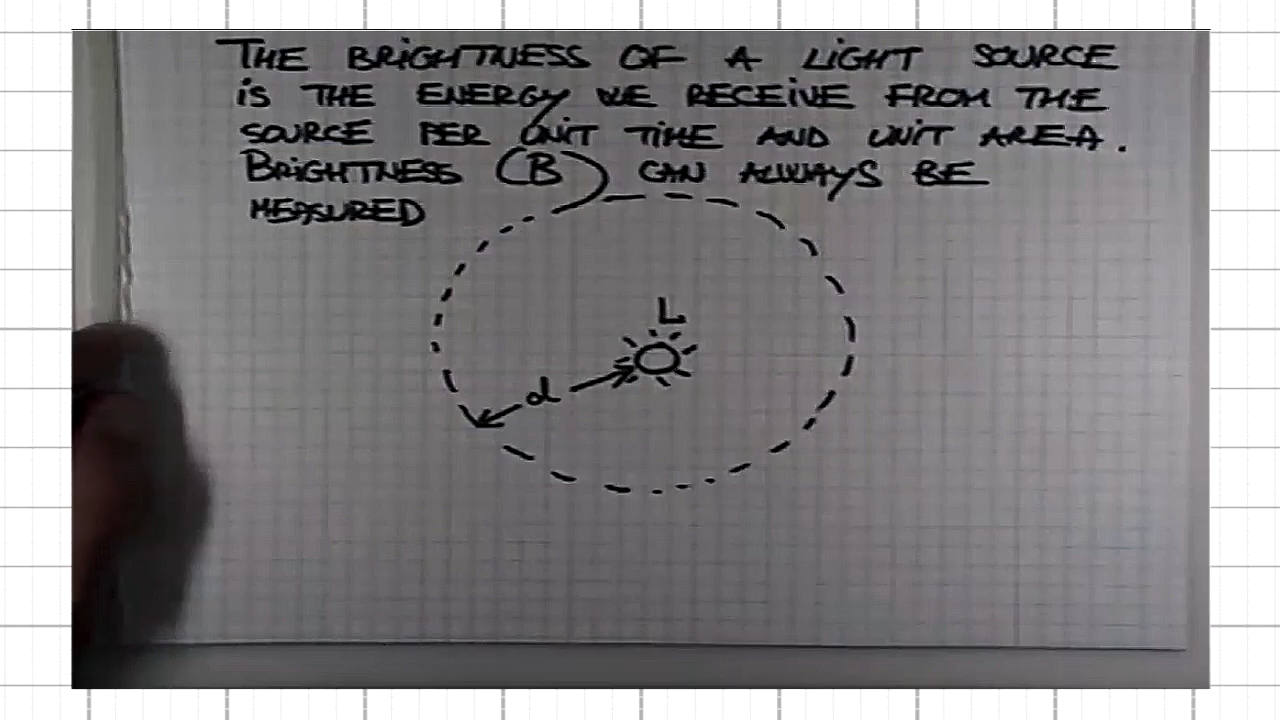 THE BRiGHTNESS OF A LiGHT SOURCE
iS THE ENERGY WE RECEiVE FROM THE
SOURCE PER UNiT TiME AND UNiT AREA.
BRiGHTNESS (B) CAN ALWAYS BE
MEASURED
L
d